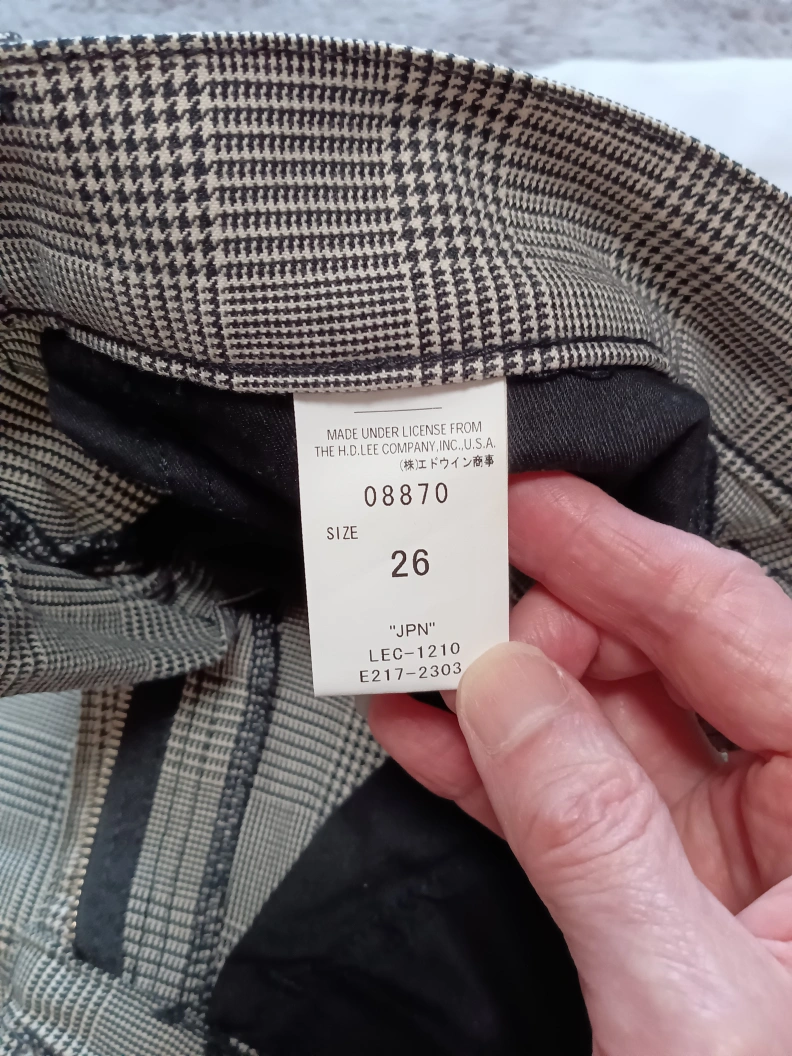 MADE UNDER LICENSE FROM
THE H.D.LEE COMPANY,INC.,U.S.A.
(株)エドウイン商事
08870
SIZE
26
"JPN"
LEC-1210
E217-2303